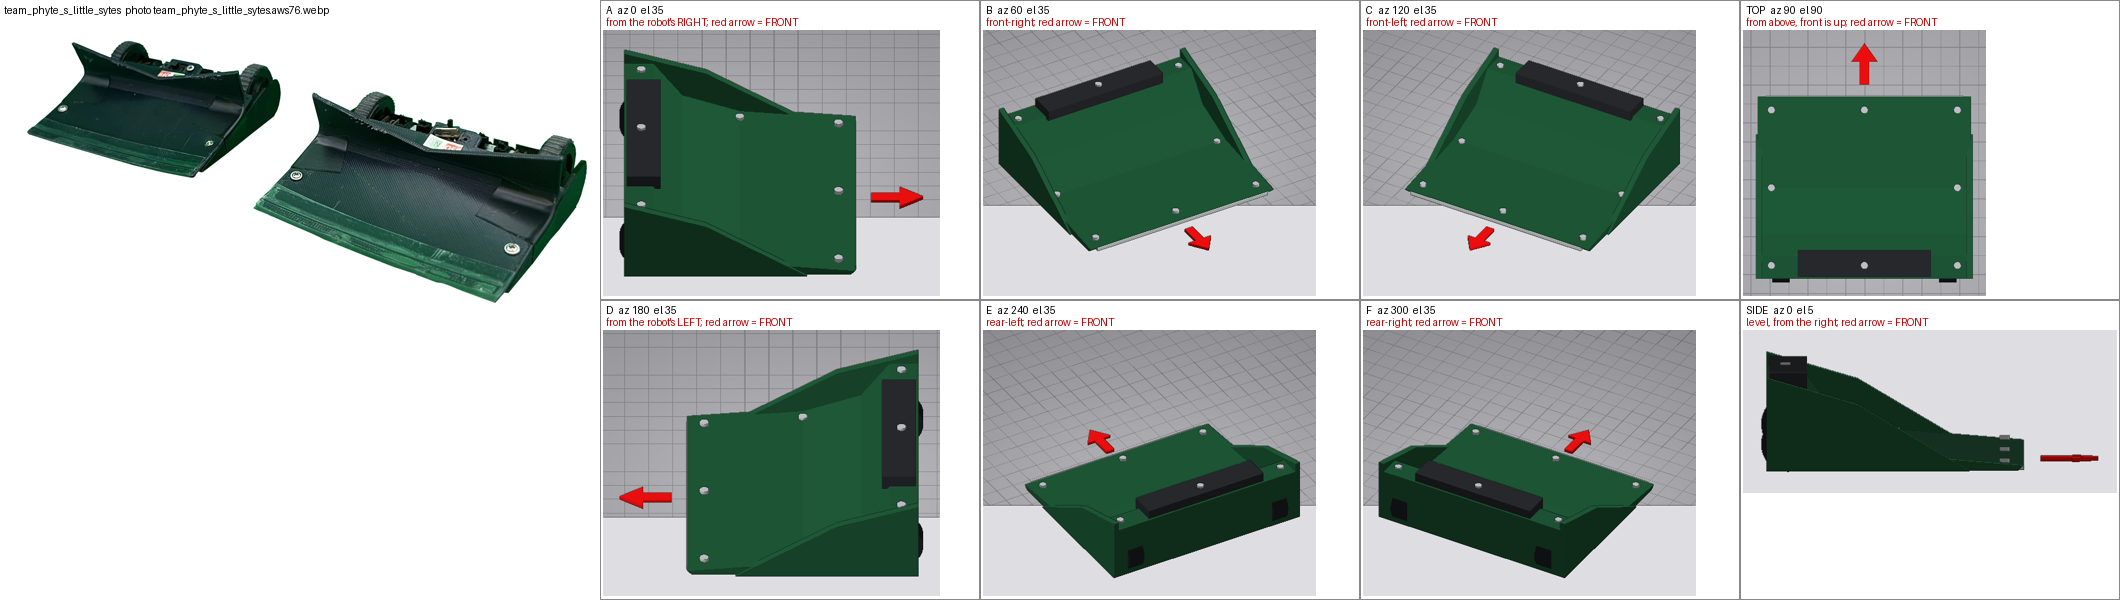 team_phyte_s_little_sytes photo team_phyte_s_little_sytes.aws76.webp
A az 0 el 35
from the robot's RIGHT; red arrow = FRONT
B az 60 el 35
front-right; red arrow = FRONT
C az 120 el 35
front-left; red arrow = FRONT
TOP az 90 el 90
from above, front is up; red arrow = FRONT
D az 180 el 35
from the robot's LEFT; red arrow = FRONT
E az 240 el 35
rear-left; red arrow = FRONT
F az 300 el 35
rear-right; red arrow = FRONT
SIDE az 0 el 5
level, from the right; red arrow = FRONT